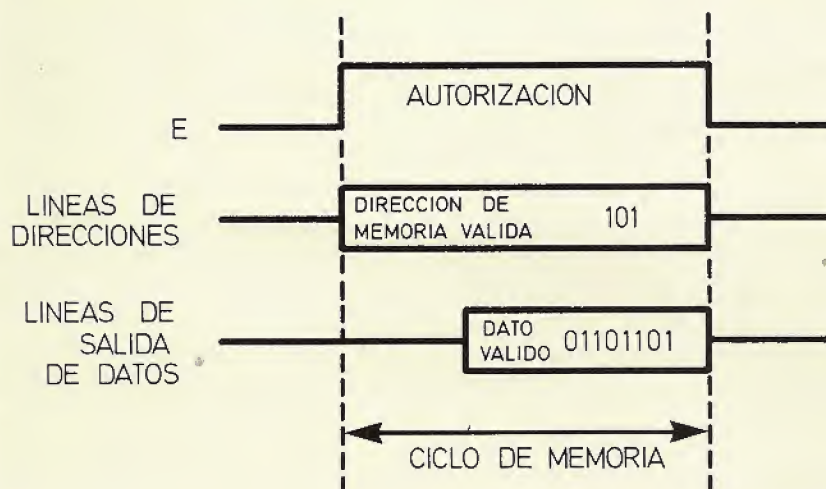 AUTORIZACION
E
LINEAS DE
DIRECCIONES
DIRECCION DE
MEMORIA VALIDA
101
LINEAS DE
SALIDA
DE DATOS
DATO
VALIDO
01101101
CICLO DE MEMORIA